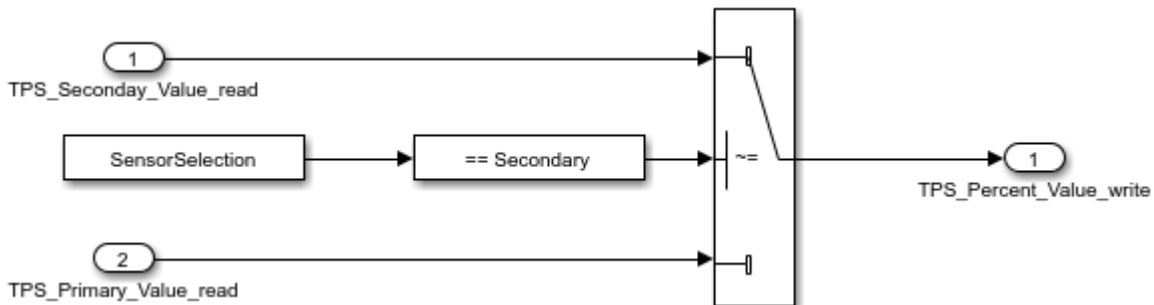 1
TPS_Seconday_Value_read
SensorSelection
== Secondary
~=
1
TPS_Percent_Value_write
2
TPS_Primary_Value_read